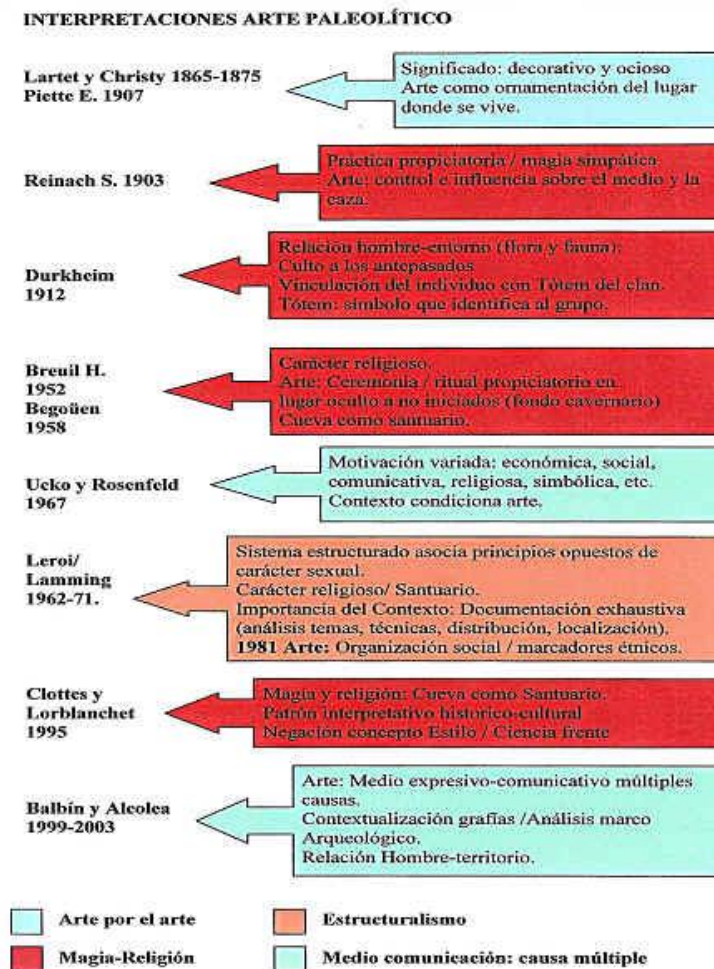 INTERPRETACIONES ARTE PALEOLÍTICO
Lartet y Christy 1865-1875
Piette E. 1907
Significado: decorativo y ocioso
Arte como ornamentación del lugar
donde se vive.
Reinach S. 1903
Práctica propiciatoria / magia simpática
Arte: control e influencia sobre el medio y la
caza.
Durkheim
1912
Relación hombre-entorno (flora y fauna):
Culto a los antepasados
Vinculación del individuo con Tótem del clan.
Tótem: símbolo que identifica al grupo.
Breuil H.
1952
Begoüen
1958
Carácter religioso.
Arte: Ceremonia / ritual propiciatorio en
lugar oculto a no iniciados (fondo cavernario)
Cueva como santuario.
Ucko y Rosenfeld
1967
Motivación variada: económica, social,
comunicativa, religiosa, simbólica, etc.
Contexto condiciona arte.
Leroi/
Lamming
1962-71.
Sistema estructurado asocia principios opuestos de
carácter sexual.
Carácter religioso/ Santuario.
Importancia del Contexto: Documentación exhaustiva
(análisis temas, técnicas, distribución, localización).
1981 Arte: Organización social / marcadores étnicos.
Clottes y
Lorblanchet
1995
Magia y religión: Cueva como Santuario.
Patrón interpretativo histórico-cultural
Negación concepto Estilo / Ciencia frente
Balbín y Alcolea
1999-2003
Arte: Medio expresivo-comunicativo múltiples
causas.
Contextualización grafías /Análisis marco
Arqueológico.
Relación Hombre-territorio.
Arte por el arte
Estructuralismo
Magia-Religión
Medio comunicación: causa múltiple